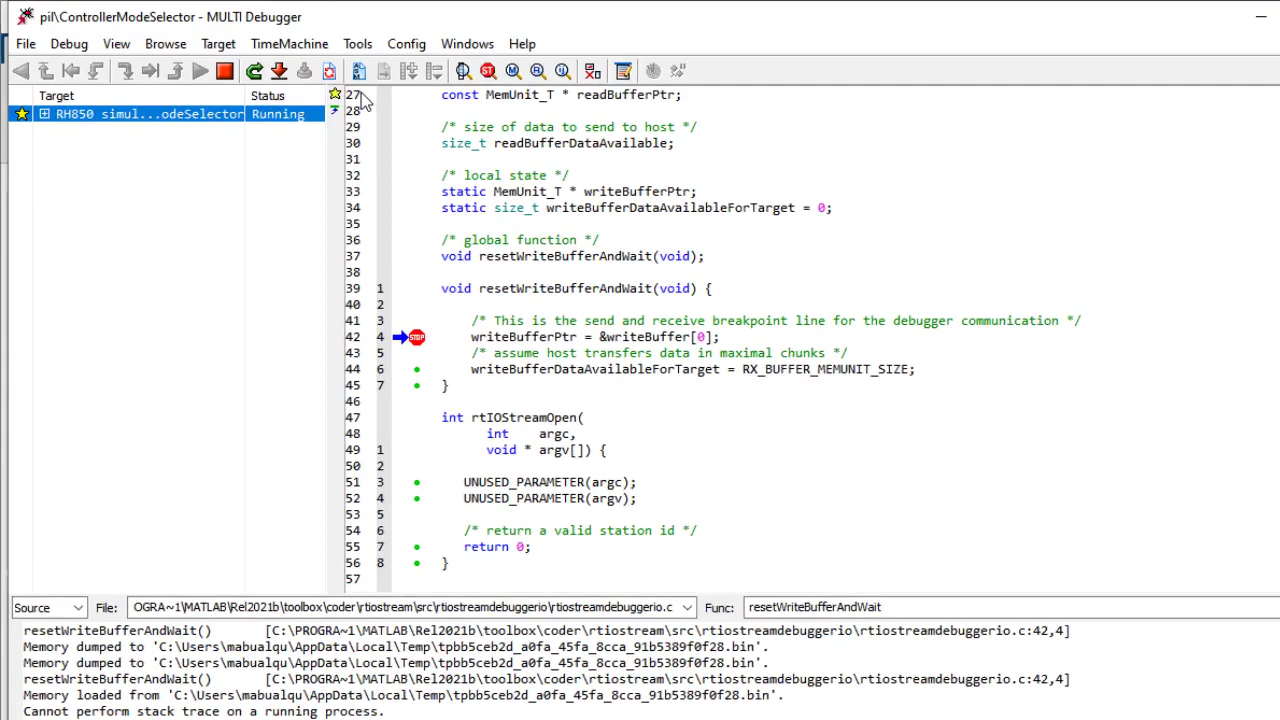 pil\ControllerModeSelector - MULTI Debugger
File Debug View Browse Target TimeMachine Tools Config Windows Help
Target Status
RH850 simul...odeSelector Running
27 const MemUnit_T * readBufferPtr;
28
29 /* size of data to send to host */
30 size_t readBufferDataAvailable;
31
32 /* local state */
33 static MemUnit_T * writeBufferPtr;
34 static size_t writeBufferDataAvailableForTarget = 0;
35
36 /* global function */
37 void resetWriteBufferAndWait(void);
38
39 1 void resetWriteBufferAndWait(void) {
40 2
41 3 /* This is the send and receive breakpoint line for the debugger communication */
42 4 STOP writeBufferPtr = &writeBuffer[0];
43 5 /* assume host transfers data in maximal chunks */
44 6 writeBufferDataAvailableForTarget = RX_BUFFER_MEMUNIT_SIZE;
45 7 }
46
47 int rtIOStreamOpen(
48 int argc,
49 1 void * argv[]) {
50 2
51 3 UNUSED_PARAMETER(argc);
52 4 UNUSED_PARAMETER(argv);
53 5
54 6 /* return a valid station id */
55 7 return 0;
56 8 }
57
Source File: OGRA~1\MATLAB\Rel2021b\toolbox\coder\rtiostream\src\rtiostreamdebuggerio\rtiostreamdebuggerio.c Func: resetWriteBufferAndWait
resetWriteBufferAndWait() [C:\PROGRA~1\MATLAB\Rel2021b\toolbox\coder\rtiostream\src\rtiostreamdebuggerio\rtiostreamdebuggerio.c:42,4]
Memory dumped to 'C:\Users\mabualqu\AppData\Local\Temp\tpbb5ceb2d_a0fa_45fa_8cca_91b5389f0f28.bin'.
Memory dumped to 'C:\Users\mabualqu\AppData\Local\Temp\tpbb5ceb2d_a0fa_45fa_8cca_91b5389f0f28.bin'.
resetWriteBufferAndWait() [C:\PROGRA~1\MATLAB\Rel2021b\toolbox\coder\rtiostream\src\rtiostreamdebuggerio\rtiostreamdebuggerio.c:42,4]
Memory loaded from 'C:\Users\mabualqu\AppData\Local\Temp\tpbb5ceb2d_a0fa_45fa_8cca_91b5389f0f28.bin'.
Cannot perform stack trace on a running process.